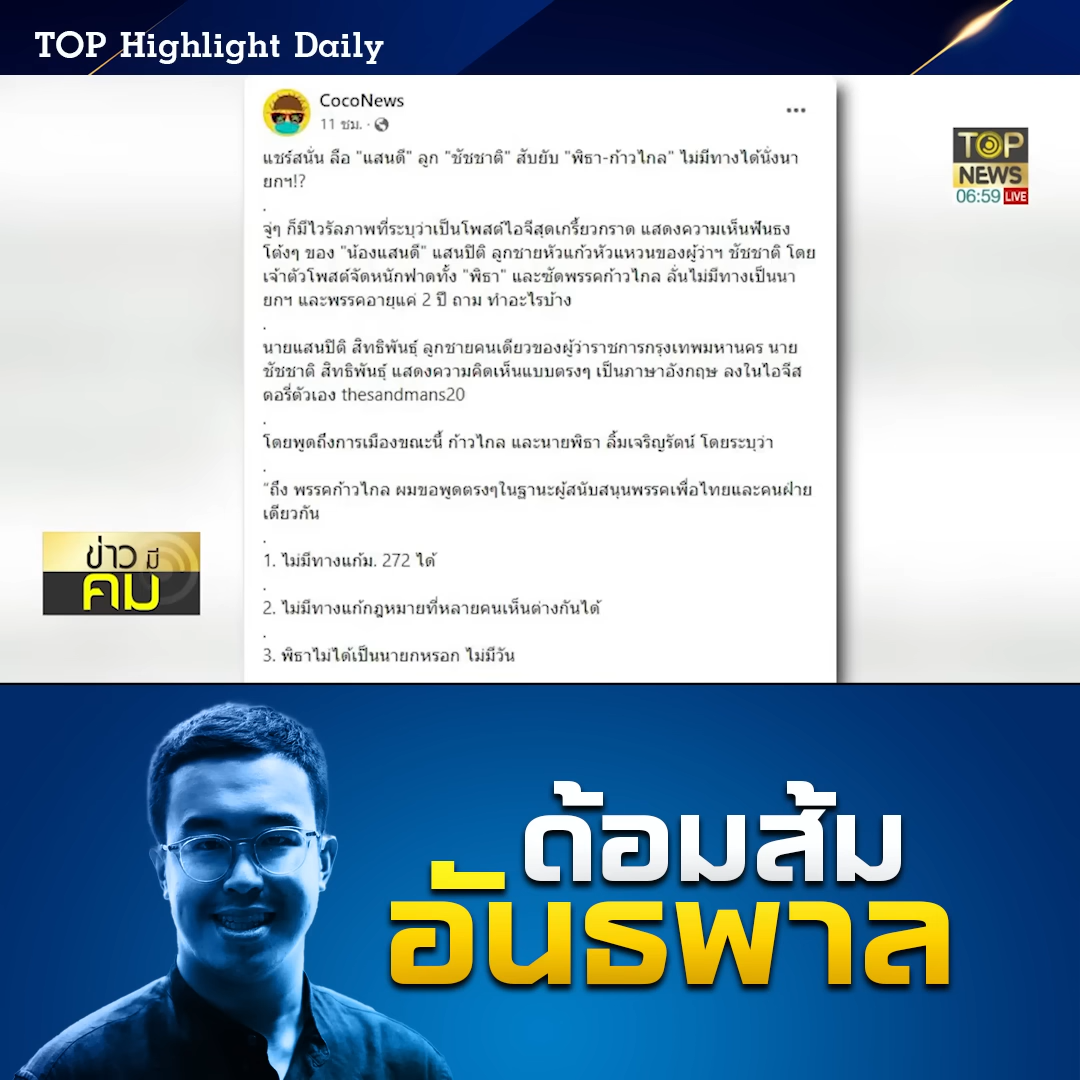 TOP Highlight Daily
CocoNews
11 ชม.
แชร์สนั่น ลือ "แสนดี" ลูก "ชัชชาติ" สับยับ "พิธา-ก้าวไกล" ไม่มีทางได้นั่งนา
ยกฯ!?
.
จู่ๆ ก็มีไวรัลภาพที่ระบุว่าเป็นโพสต์ไอจีสุดเกรี้ยวกราด แสดงความเห็นฟันธง
โต้งๆ ของ "น้องแสนดี" แสนปิติ ลูกชายหัวแก้วหัวแหวนของผู้ว่าฯ ชัชชาติ โดย
เจ้าตัวโพสต์จัดหนักฟาดทั้ง "พิธา" และซัดพรรคก้าวไกล ลั่นไม่มีทางเป็นนา
ยกฯ และพรรคอายุแค่ 2 ปี ถาม ทำอะไรบ้าง
.
นายแสนปิติ สิทธิพันธุ์ ลูกชายคนเดียวของผู้ว่าราชการกรุงเทพมหานคร นาย
ชัชชาติ สิทธิพันธุ์ แสดงความคิดเห็นแบบตรงๆ เป็นภาษาอังกฤษ ลงในไอจีส
ตอรี่ตัวเอง thesandmans20
.
โดยพูดถึงการเมืองขณะนี้ ก้าวไกล และนายพิธา ลิ้มเจริญรัตน์ โดยระบุว่า
.
"ถึง พรรคก้าวไกล ผมขอพูดตรงๆในฐานะผู้สนับสนุนพรรคเพื่อไทยและคนฝ่าย
เดียวกัน
.
1. ไม่มีทางแก้ม. 272 ได้
.
2. ไม่มีทางแก้กฎหมายที่หลายคนเห็นต่างกันได้
.
3. พิธาไม่ได้เป็นนายกหรอก ไม่มีวัน
TOP
NEWS
06:59 LIVE
ข่าวมี
คม
ด้อมส้ม
อันธพาล